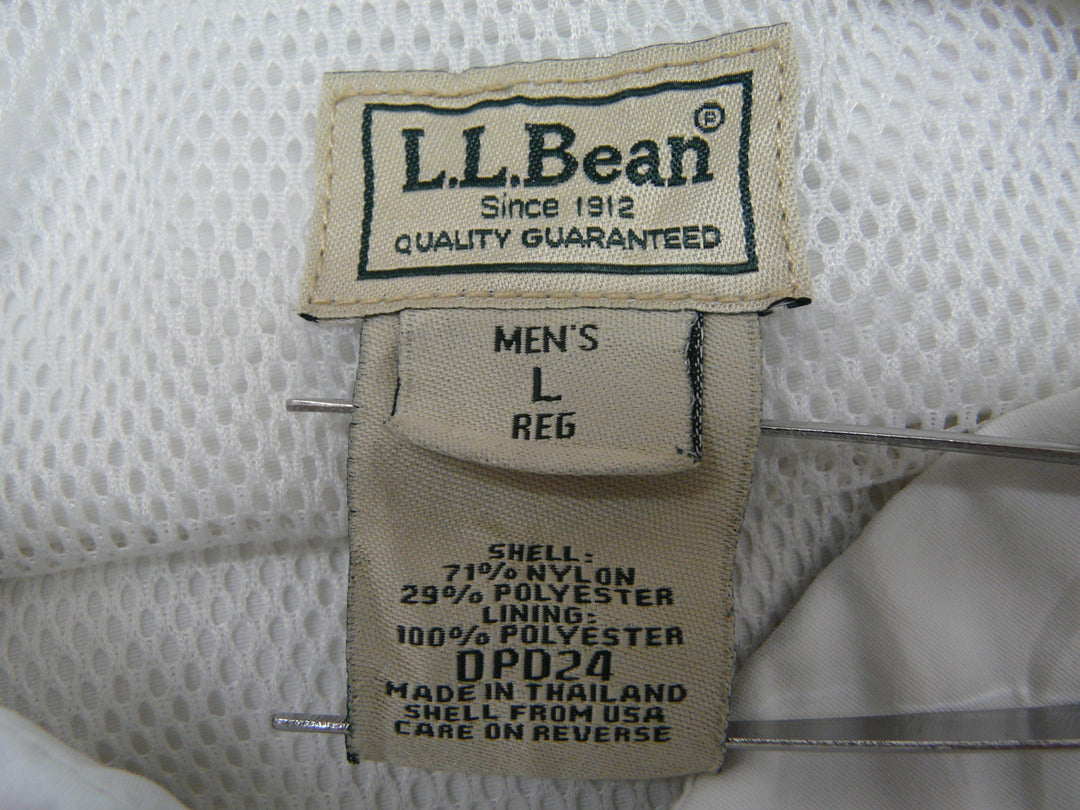 L.L.Bean®
Since 1912
QUALITY GUARANTEED
MEN'S
L
REG
SHELL:
71% NYLON
29% POLYESTER
LINING:
100% POLYESTER
OPD24
MADE IN THAILAND
SHELL FROM USA
CARE ON REVERSE